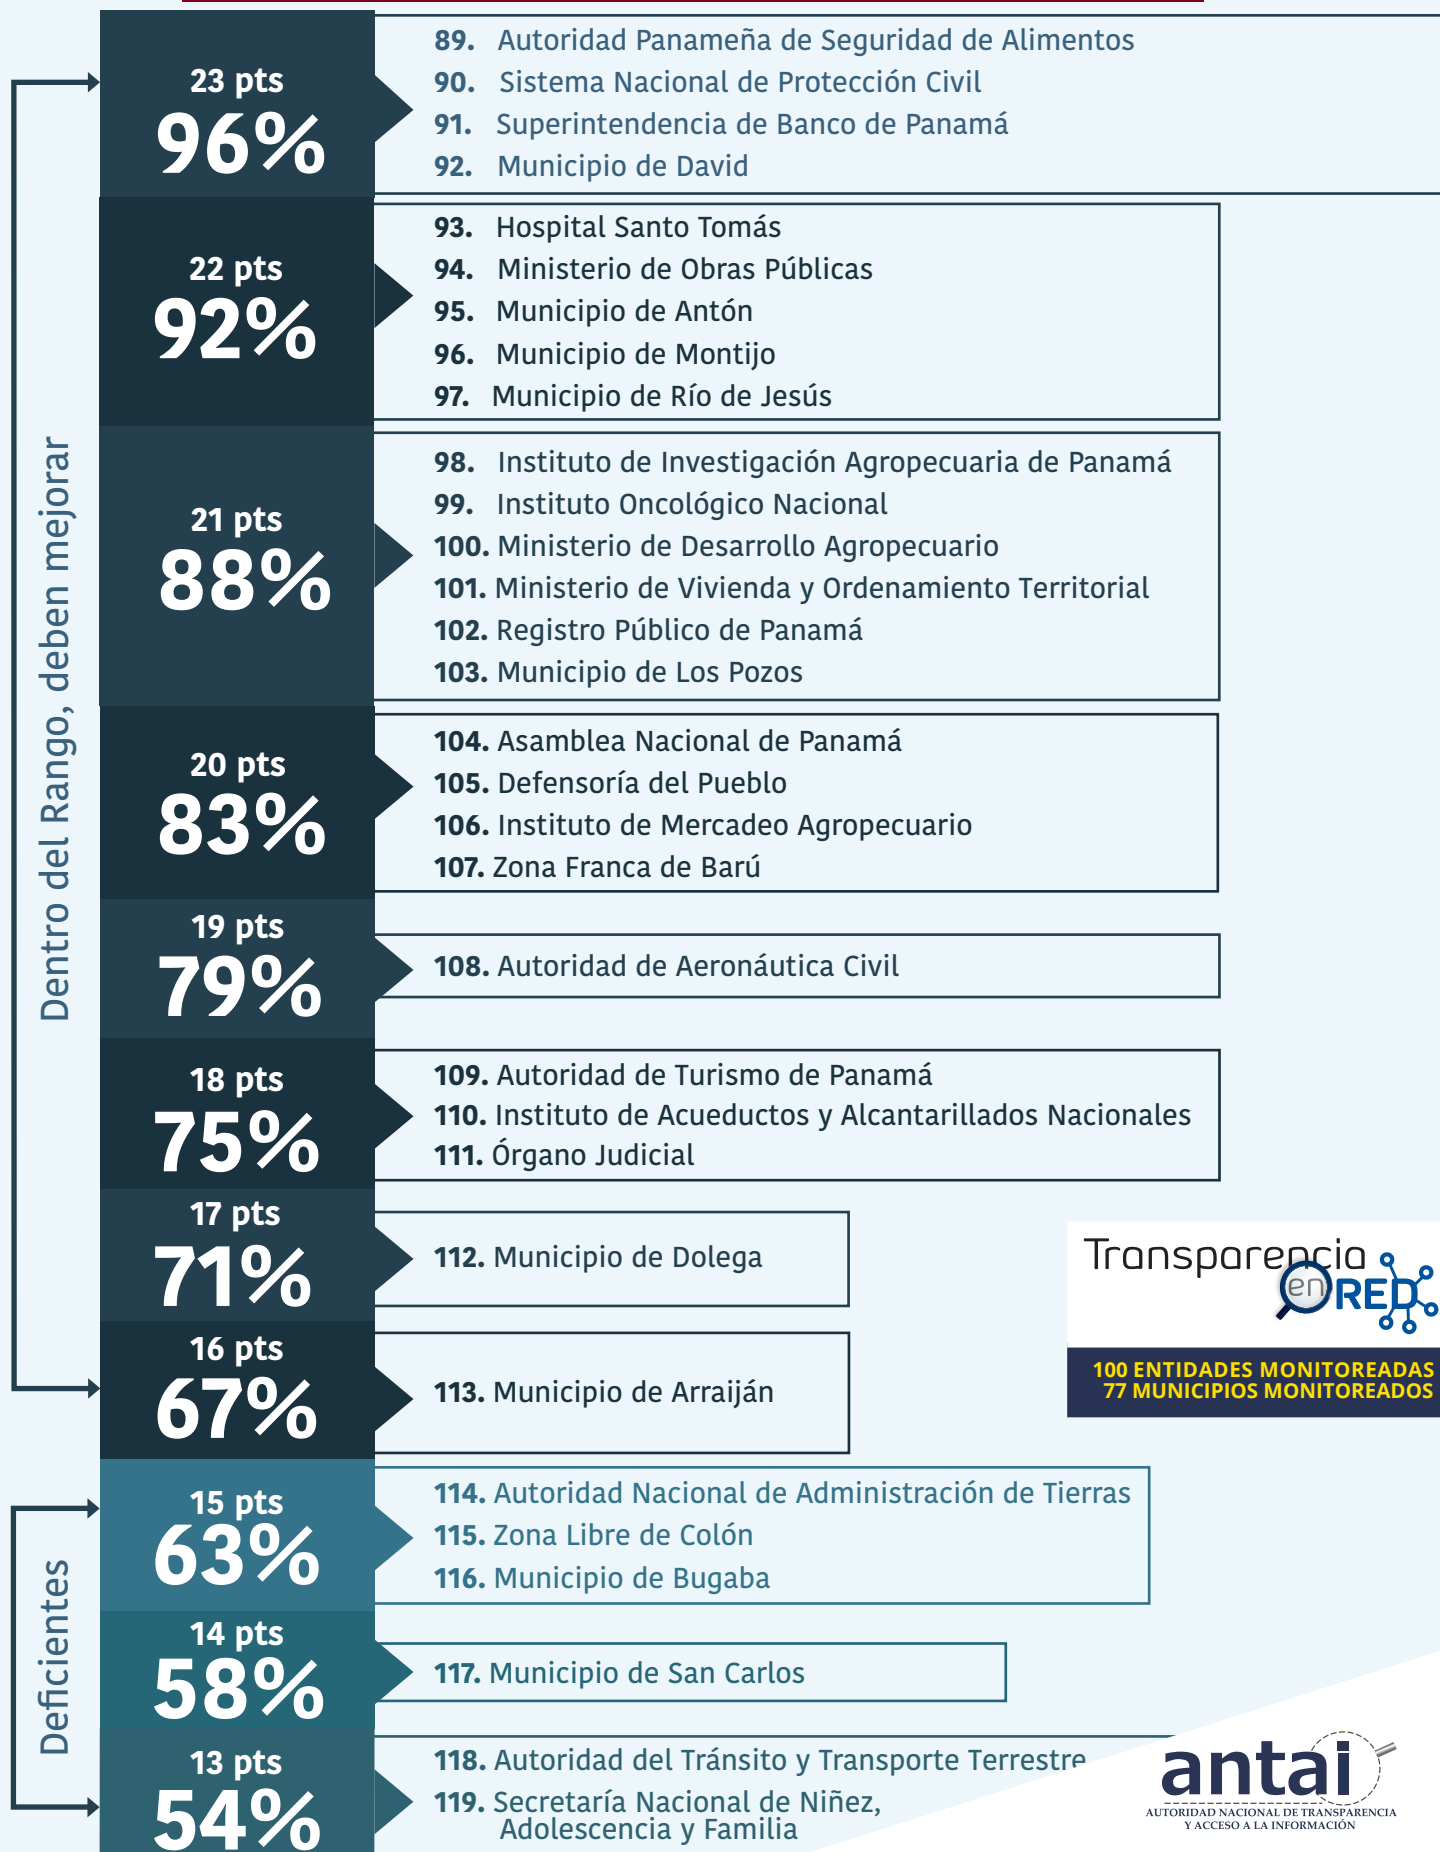 Dentro del Rango, deben mejorar
23 pts
96%
89. Autoridad Panameña de Seguridad de Alimentos
90. Sistema Nacional de Protección Civil
91. Superintendencia de Banco de Panamá
92. Municipio de David
22 pts
92%
93. Hospital Santo Tomás
94. Ministerio de Obras Públicas
95. Municipio de Antón
96. Municipio de Montijo
97. Municipio de Río de Jesús
21 pts
88%
98. Instituto de Investigación Agropecuaria de Panamá
99. Instituto Oncológico Nacional
100. Ministerio de Desarrollo Agropecuario
101. Ministerio de Vivienda y Ordenamiento Territorial
102. Registro Público de Panamá
103. Municipio de Los Pozos
20 pts
83%
104. Asamblea Nacional de Panamá
105. Defensoría del Pueblo
106. Instituto de Mercadeo Agropecuario
107. Zona Franca de Barú
19 pts
79%
108. Autoridad de Aeronáutica Civil
18 pts
75%
109. Autoridad de Turismo de Panamá
110. Instituto de Acueductos y Alcantarillados Nacionales
111. Órgano Judicial
17 pts
71%
112. Municipio de Dolega
16 pts
67%
113. Municipio de Arraiján
Transparencia
en RED
100 ENTIDADES MONITOREADAS
77 MUNICIPIOS MONITOREADOS
Deficientes
15 pts
63%
114. Autoridad Nacional de Administración de Tierras
115. Zona Libre de Colón
116. Municipio de Bugaba
14 pts
58%
117. Municipio de San Carlos
13 pts
54%
118. Autoridad del Tránsito y Transporte Terrestre
119. Secretaría Nacional de Niñez,
Adolescencia y Familia
antai
AUTORIDAD NACIONAL DE TRANSPARENCIA
Y ACCESO A LA INFORMACIÓN